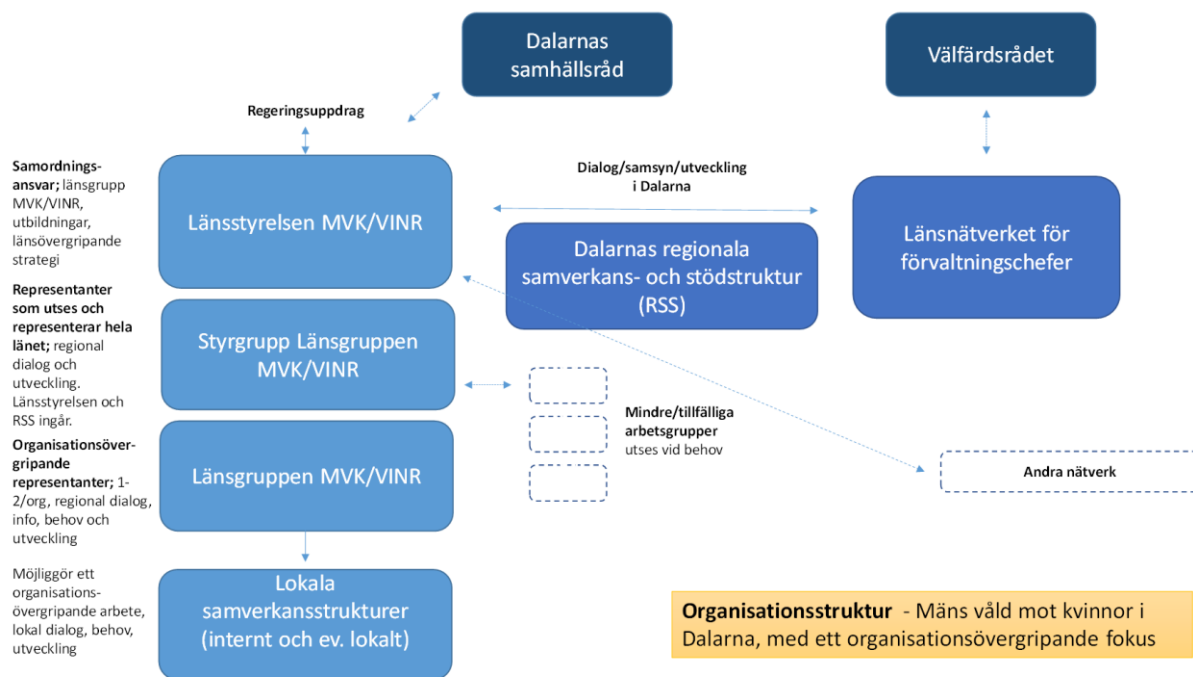 Dalarnas
samhällsråd
Välfärdsrådet
Regeringsuppdrag
Samordnings-
ansvar; länsgrupp
MVK/VINR,
utbildningar,
länsövergripande
strategi
Länsstyrelsen MVK/VINR
Dialog/samsyn/utveckling
i Dalarna
Dalarnas regionala
samverkans- och stödstruktur
(RSS)
Länsnätverket för
förvaltningschefer
Representanter
som utses och
representerar hela
länet; regional
dialog och
utveckling.
Länsstyrelsen och
RSS ingår.
Styrgrupp Länsgruppen
MVK/VINR
Mindre/tillfälliga
arbetsgrupper
utses vid behov
Organisationsöver-
gripande
representanter; 1-
2/org, regional dialog,
info, behov och
utveckling
Länsgruppen MVK/VINR
Andra nätverk
Möjliggör ett
organisations-
övergripande arbete,
lokal dialog, behov,
utveckling
Lokala
samverkansstrukturer
(internt och ev. lokalt)
Organisationsstruktur - Mäns våld mot kvinnor i
Dalarna, med ett organisationsövergripande fokus